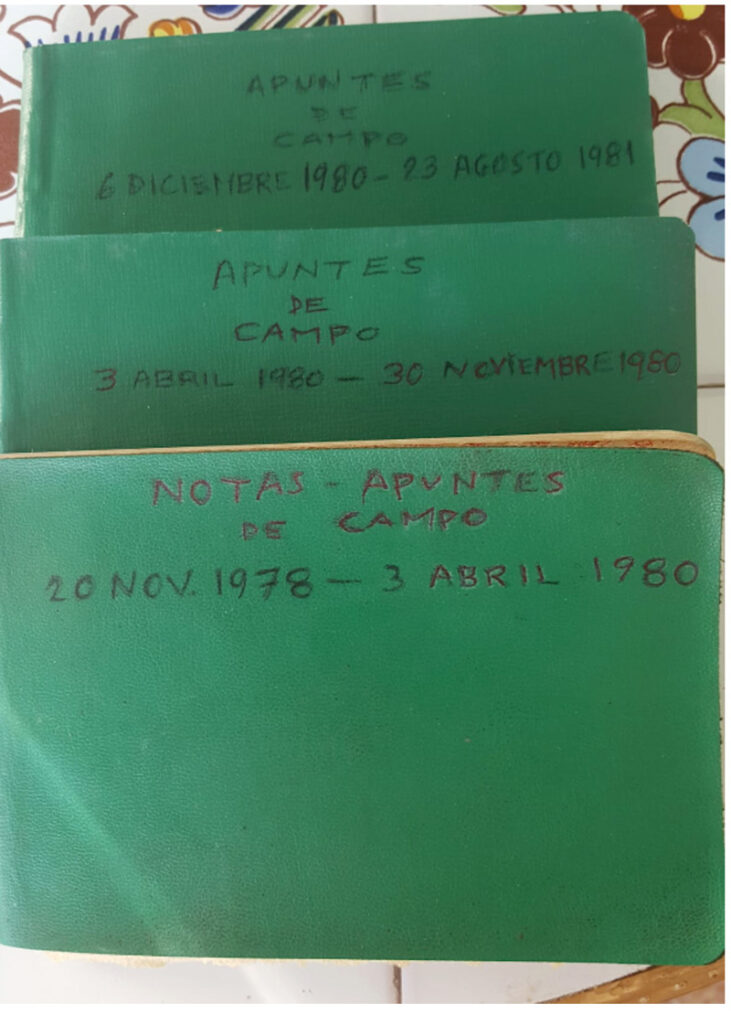 APUNTES
DE
CAMPO
6 DICIEMBRE 1980 - 23 AGOSTO 1981
APUNTES
DE
CAMPO
3 ABRIL 1980 - 30 NOVIEMBRE 1980
NOTAS - APUNTES
DE CAMPO
20 NOV. 1978 - 3 ABRIL 1980